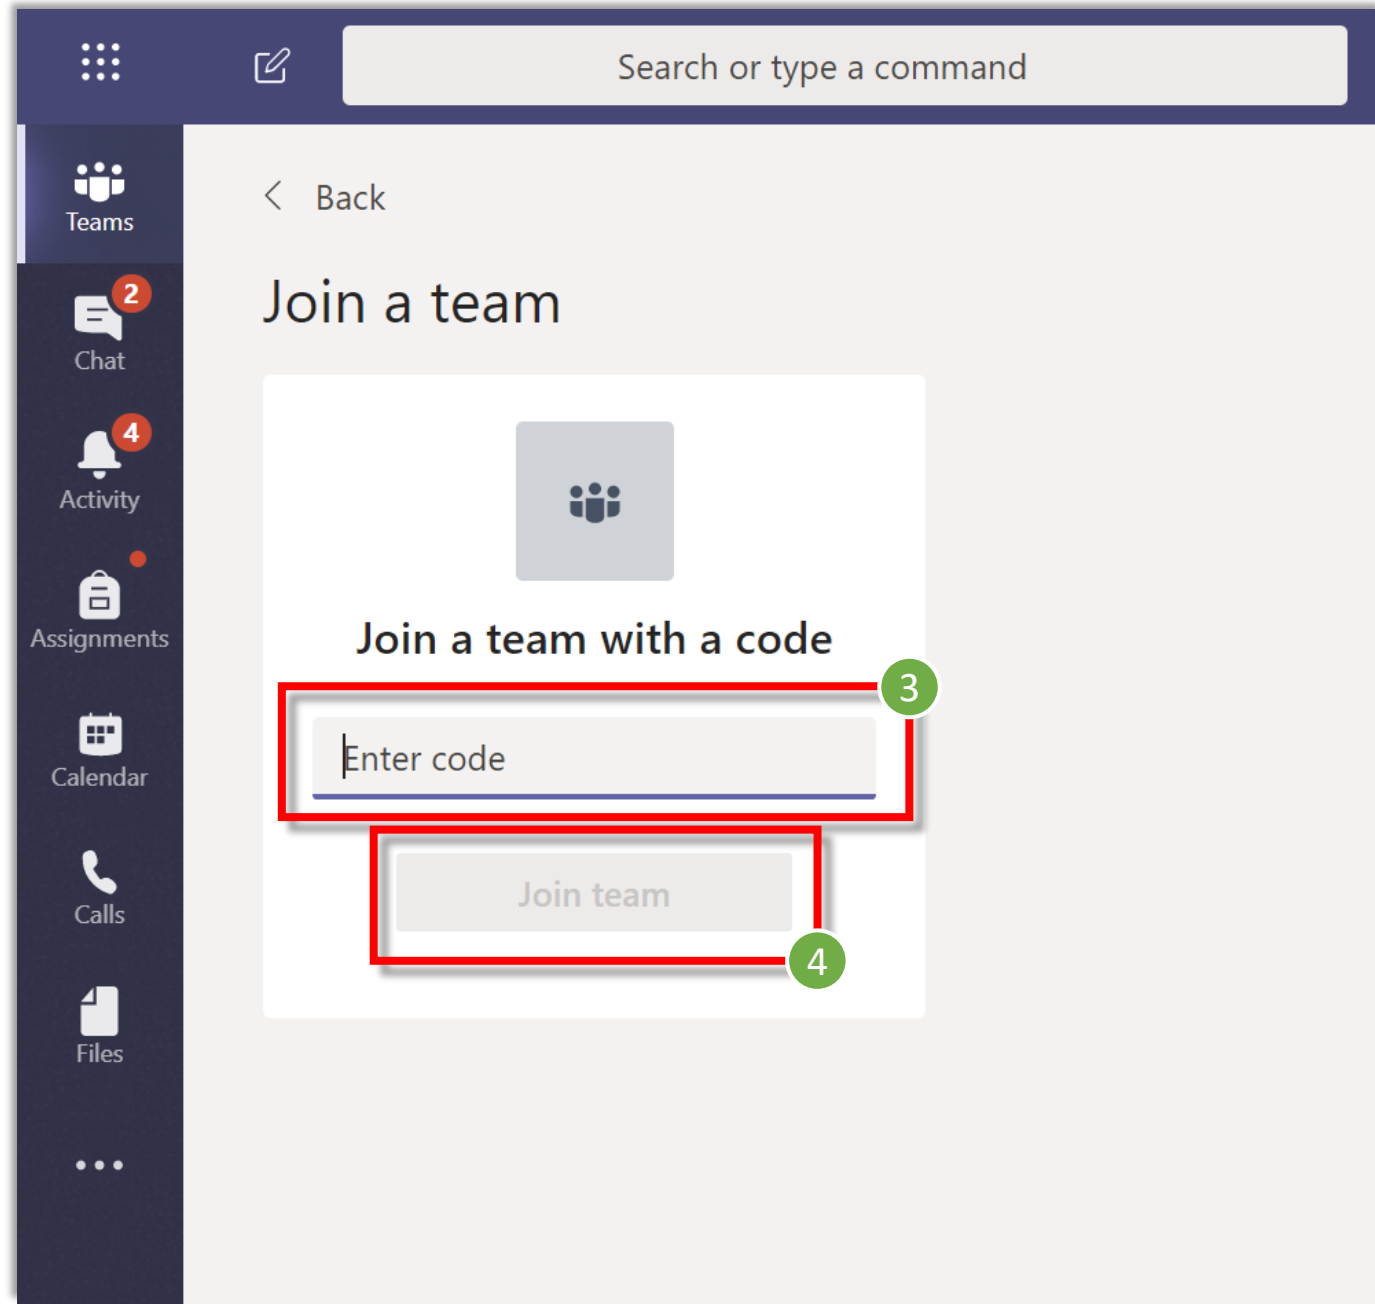 Search or type a command
Teams
2
Chat
4
Activity
Assignments
Calendar
Calls
Files
Back
Join a team
Join a team with a code
3
Enter code
Join team
4